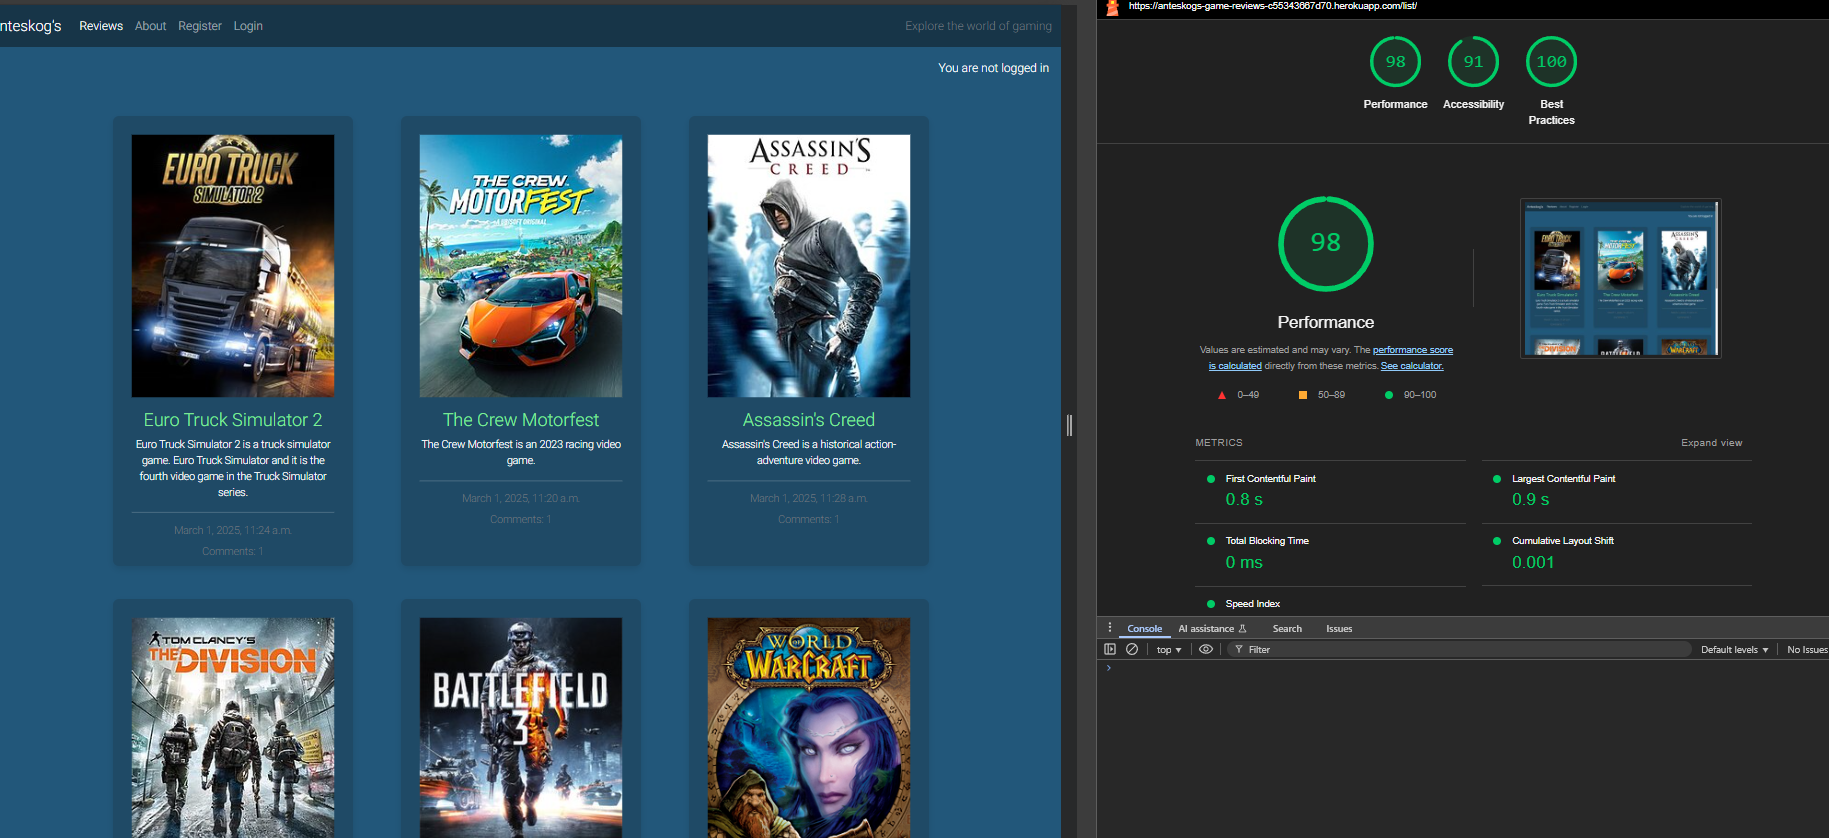 nteskog's
Reviews
About
Register
Login
Explore the world of gaming
You are not logged in
EURO TRUCK
SIMULATOR 2
Euro Truck Simulator 2
Euro Truck Simulator 2 is a truck simulator
game. Euro Truck Simulator and it is the
fourth video game in the Truck Simulator
series.
March 1, 2025, 11:24 a.m.
Comments: 1
THE CREW
MOTORFEST
A UBISOFT ORIGINAL
The Crew Motorfest
The Crew Motorfest is an 2023 racing video
game.
March 1, 2025, 11:20 a.m.
Comments: 1
ASSASSIN'S
CREED
Assassin's Creed
Assassin's Creed is a historical action-
adventure video game.
March 1, 2025, 11:28 a.m.
Comments: 1
TOM CLANCY'S
THE DIVISION
BATTLEFIELD
3
WORLD
OF
WARCRAFT
https://anteskogs-game-reviews-c55343667d70.herokuapp.com/list/
98
Performance
91
Accessibility
100
Best
Practices
98
Performance
Values are estimated and may vary. The performance score
is calculated directly from these metrics. See calculator.
0–49
50–89
90–100
METRICS
Expand view
First Contentful Paint
0.8 s
Largest Contentful Paint
0.9 s
Total Blocking Time
0 ms
Cumulative Layout Shift
0.001
Speed Index
Console
AI assistance
Search
Issues
top
Filter
Default levels
No Issues